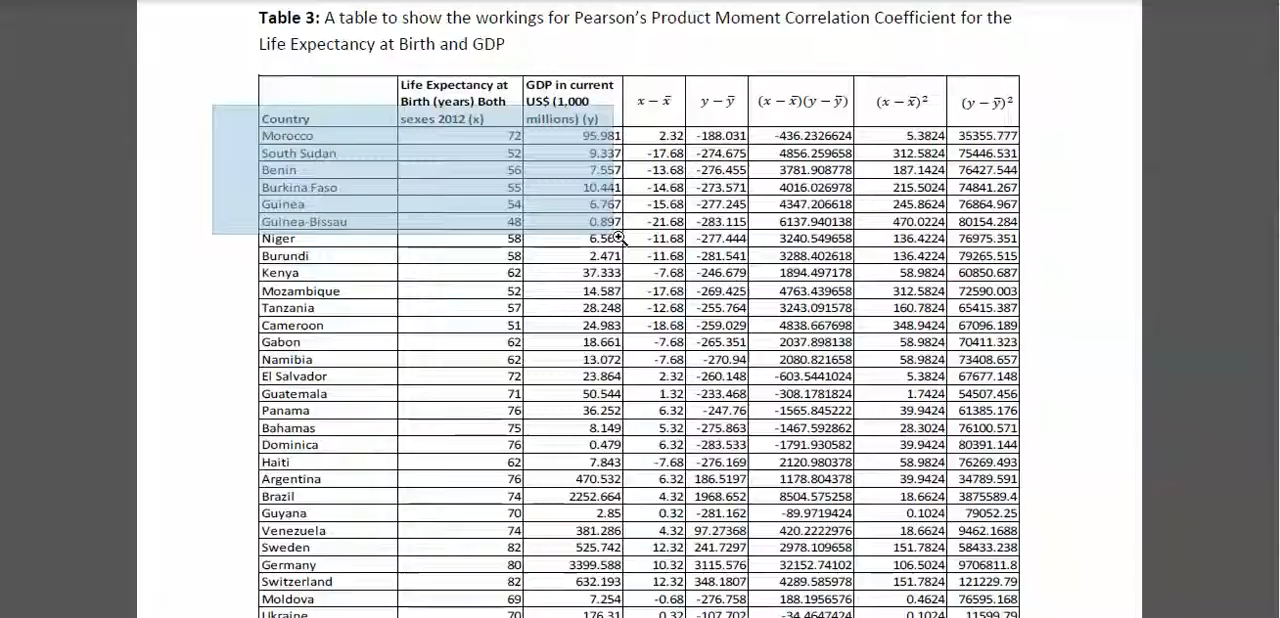 Table 3: A table to show the workings for Pearson's Product Moment Correlation Coefficient for the
Life Expectancy at Birth and GDP
Country Life Expectancy at Birth (years) Both sexes 2012 (x) GDP in current US$ (1,000 millions) (y) x − x̄ y − ȳ (x − x̄)(y − ȳ) (x − x̄)² (y − ȳ)²
Morocco 72 95.981 2.32 -188.031 -436.2326624 5.3824 35355.777
South Sudan 52 9.337 -17.68 -274.675 4856.259658 312.5824 75446.531
Benin 56 7.557 -13.68 -276.455 3781.908778 187.1424 76427.544
Burkina Faso 55 10.441 -14.68 -273.571 4016.026978 215.5024 74841.267
Guinea 54 6.767 -15.68 -277.245 4347.206618 245.8624 76864.967
Guinea-Bissau 48 0.897 -21.68 -283.115 6137.940138 470.0224 80154.284
Niger 58 -11.68 -277.444 3240.549658 136.4224 76975.351
Burundi 58 2.471 -11.68 -281.541 3288.402618 136.4224 79265.515
Kenya 62 37.333 -7.68 -246.679 1894.497178 58.9824 60850.687
Mozambique 52 14.587 -17.68 -269.425 4763.439658 312.5824 72590.003
Tanzania 57 28.248 -12.68 -255.764 3243.091578 160.7824 65415.387
Cameroon 51 24.983 -18.68 -259.029 4838.667698 348.9424 67096.189
Gabon 62 18.661 -7.68 -265.351 2037.898138 58.9824 70411.323
Namibia 62 13.072 -7.68 -270.94 2080.821658 58.9824 73408.657
El Salvador 72 23.864 2.32 -260.148 -603.5441024 5.3824 67677.148
Guatemala 71 50.544 1.32 -233.468 -308.1781824 1.7424 54507.456
Panama 76 36.252 6.32 -247.76 -1565.845222 39.9424 61385.176
Bahamas 75 8.149 5.32 -275.863 -1467.592862 28.3024 76100.571
Dominica 76 0.479 6.32 -283.533 -1791.930582 39.9424 80391.144
Haiti 62 7.843 -7.68 -276.169 2120.980378 58.9824 76269.493
Argentina 76 470.532 6.32 186.5197 1178.804378 39.9424 34789.591
Brazil 74 2252.664 4.32 1968.652 8504.575258 18.6624 3875589.4
Guyana 70 2.85 0.32 -281.162 -89.9719424 0.1024 79052.25
Venezuela 74 381.286 4.32 97.27368 420.2222976 18.6624 9462.1688
Sweden 82 525.742 12.32 241.7297 2978.109658 151.7824 58433.238
Germany 80 3399.588 10.32 3115.576 32152.74102 106.5024 9706811.8
Switzerland 82 632.193 12.32 348.1807 4289.585978 151.7824 121229.79
Moldova 69 7.254 -0.68 -276.758 188.1956576 0.4624 76595.168
Ukraine 70 176.31 0.32 -107.702 -34.4647424 0.1024 11599.79